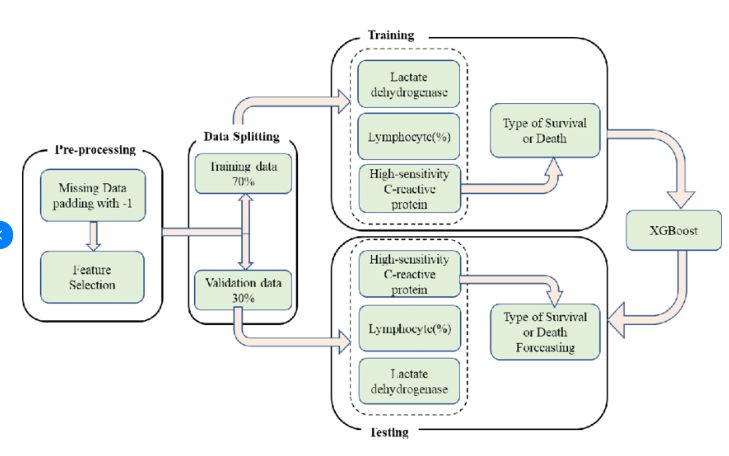 Training
Lactate
dehydrogenase
Lymphocyte(%)
High-sensitivity
C-reactive
protein
Type of Survival
or Death
Pre-processing
Missing Data
padding with -1
Feature
Selection
Data Splitting
Training data
70%
Validation data
30%
XGBoost
High-sensitivity
C-reactive
protein
Lymphocyte(%)
Lactate
dehydrogenase
Type of Survival
or Death
Forecasting
Testing